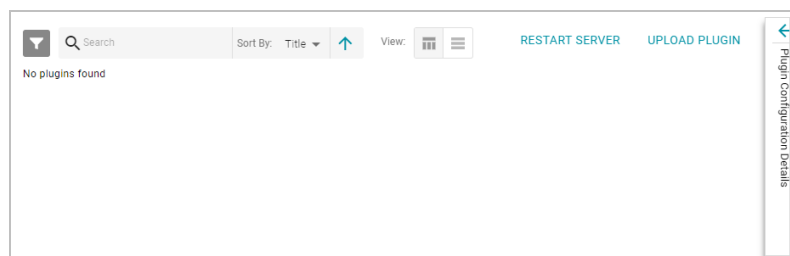 Search Sort By: Title View: RESTART SERVER UPLOAD PLUGIN
No plugins found
Plugin Configuration Details